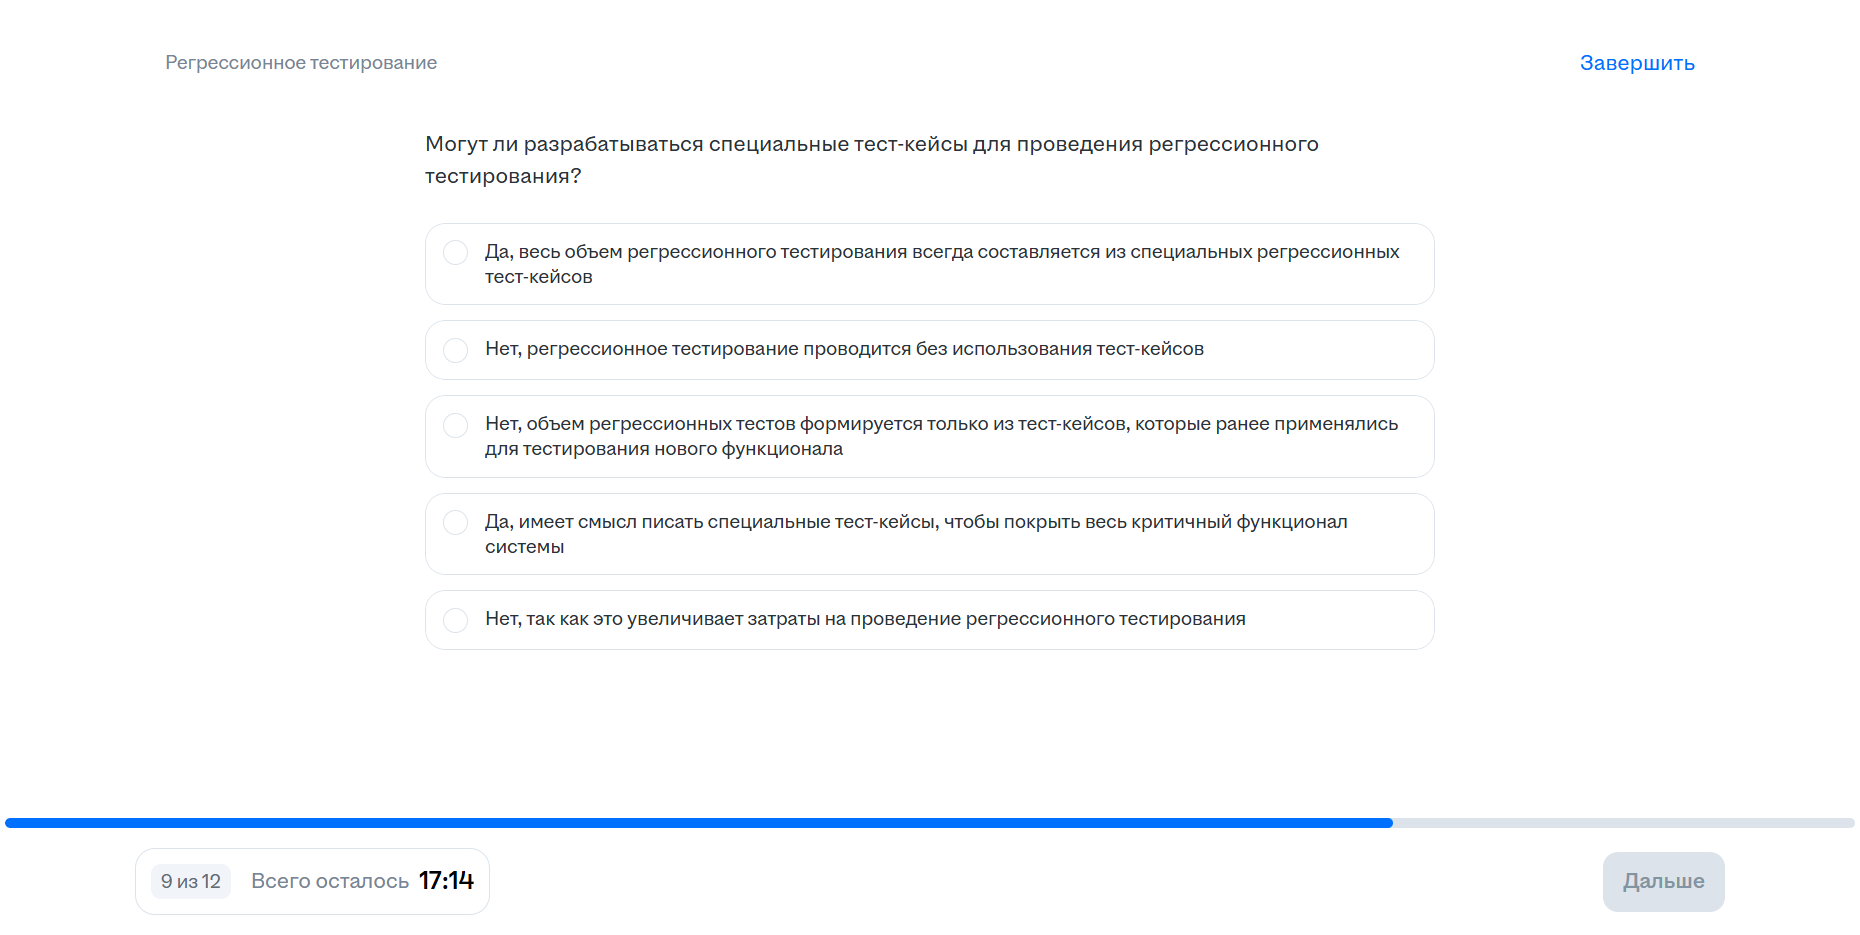 Регрессионное тестирование
Завершить
Могут ли разрабатываться специальные тест-кейсы для проведения регрессионного
тестирования?
Да, весь объем регрессионного тестирования всегда составляется из специальных регрессионных
тест-кейсов
Нет, регрессионное тестирование проводится без использования тест-кейсов
Нет, объем регрессионных тестов формируется только из тест-кейсов, которые ранее применялись
для тестирования нового функционала
Да, имеет смысл писать специальные тест-кейсы, чтобы покрыть весь критичный функционал
системы
Нет, так как это увеличивает затраты на проведение регрессионного тестирования
9 из 12 Всего осталось 17:14
Дальше